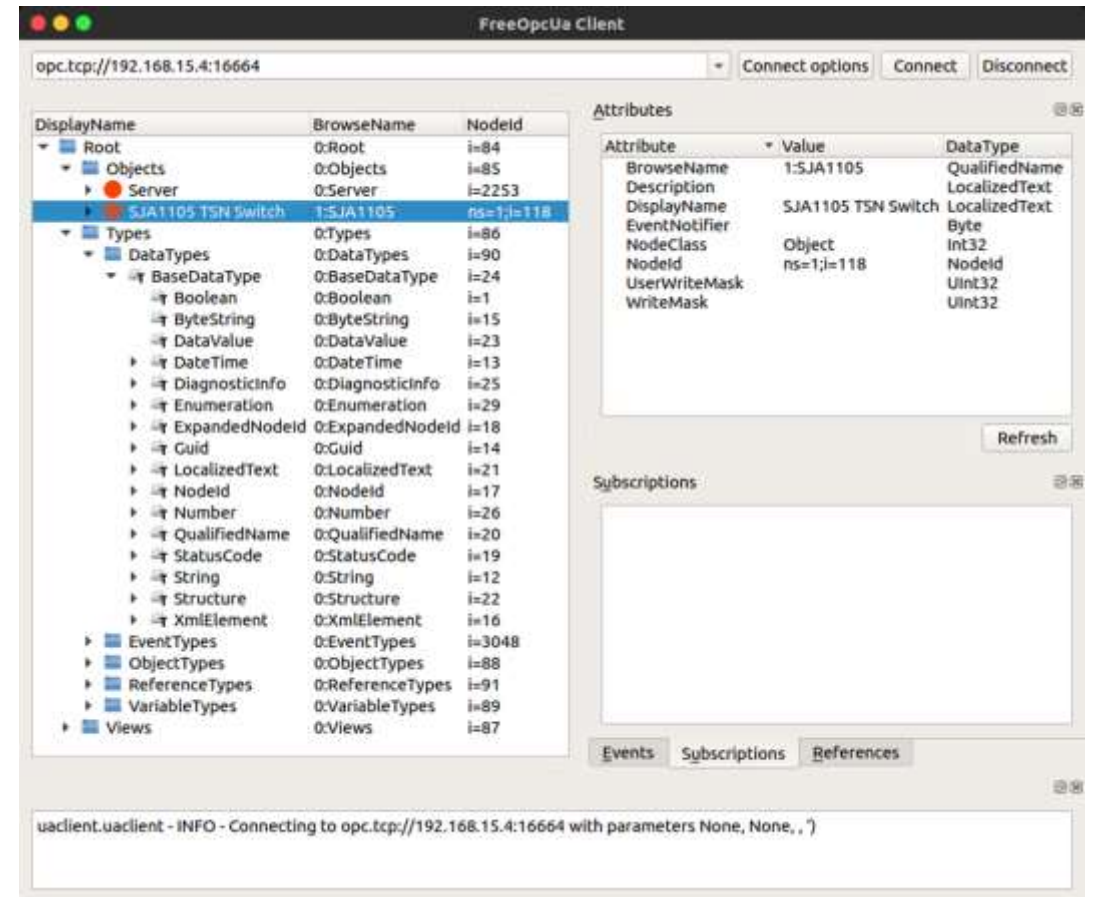 FreeOpcUa Client
opc.tcp://192.168.15.4:16664
Connect options
Connect
Disconnect
DisplayName BrowseName NodeId
Root 0:Root i=84
Objects 0:Objects i=85
Server 0:Server i=2253
SJA1105 TSN Switch 1:SJA1105 ns=1;i=118
Types 0:Types i=86
DataTypes 0:DataTypes i=90
BaseDataType 0:BaseDataType i=24
Boolean 0:Boolean i=1
ByteString 0:ByteString i=15
DataValue 0:DataValue i=23
DateTime 0:DateTime i=13
DiagnosticInfo 0:DiagnosticInfo i=25
Enumeration 0:Enumeration i=29
ExpandedNodeId 0:ExpandedNodeId i=18
Guid 0:Guid i=14
LocalizedText 0:LocalizedText i=21
NodeId 0:NodeId i=17
Number 0:Number i=26
QualifiedName 0:QualifiedName i=20
StatusCode 0:StatusCode i=19
String 0:String i=12
Structure 0:Structure i=22
XmlElement 0:XmlElement i=16
EventTypes 0:EventTypes i=3048
ObjectTypes 0:ObjectTypes i=88
ReferenceTypes 0:ReferenceTypes i=91
VariableTypes 0:VariableTypes i=89
Views 0:Views i=87
Attributes
Attribute Value DataType
BrowseName 1:SJA1105 QualifiedName
Description LocalizedText
DisplayName SJA1105 TSN Switch LocalizedText
EventNotifier Byte
NodeClass Object Int32
NodeId ns=1;i=118 NodeId
UserWriteMask UInt32
WriteMask UInt32
Refresh
Subscriptions
Events Subscriptions References
uaclient.uaclient - INFO - Connecting to opc.tcp://192.168.15.4:16664 with parameters None, None, , ')